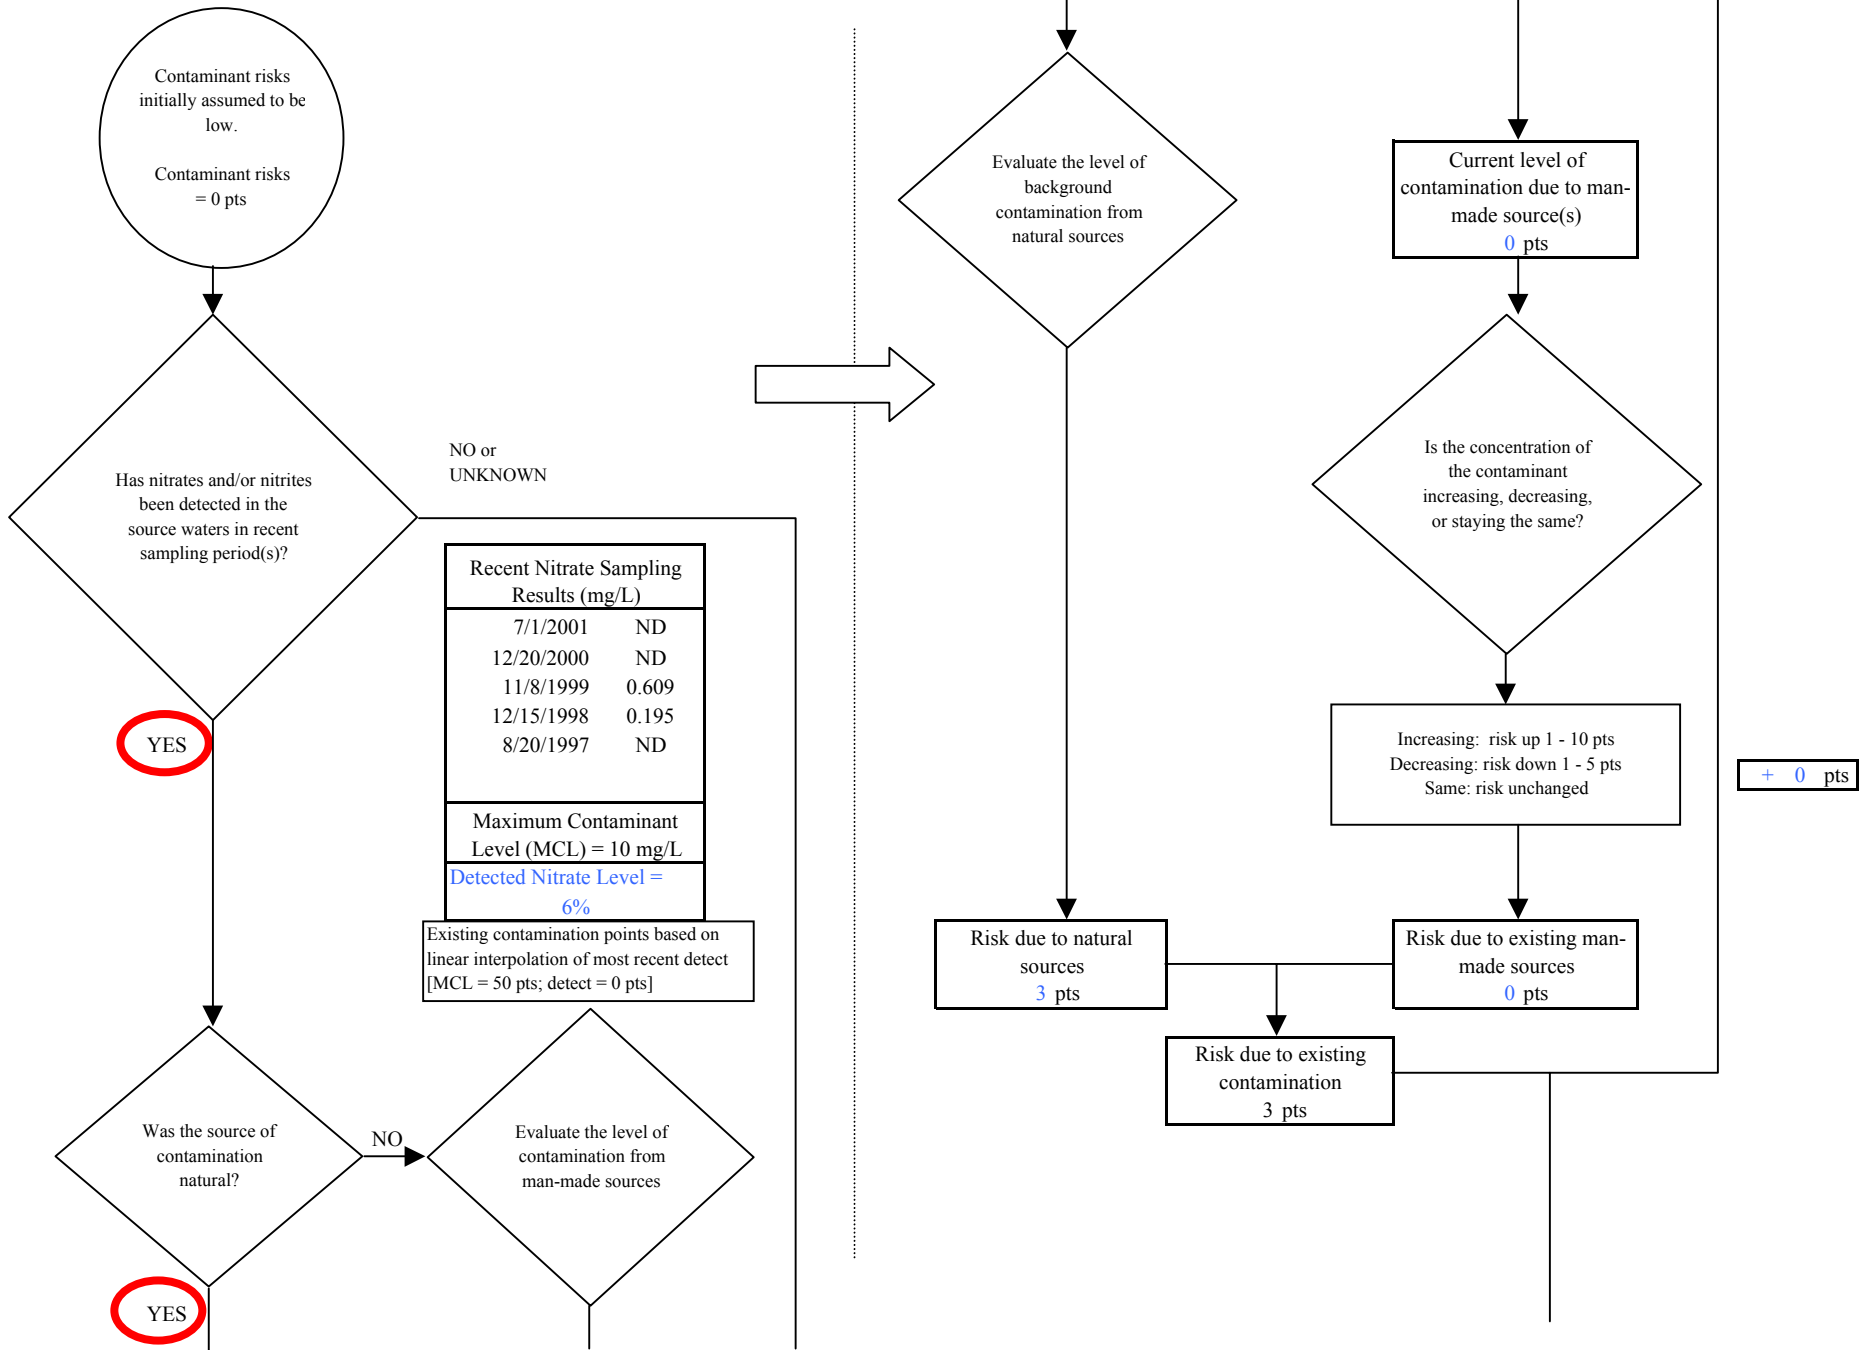 Contaminant risks
initially assumed to be
low.
Contaminant risks
= 0 pts
Has nitrates and/or nitrites
been detected in the
source waters in recent
sampling period(s)?
NO or
UNKNOWN
YES
Recent Nitrate Sampling
Results (mg/L)
7/1/2001 ND
12/20/2000 ND
11/8/1999 0.609
12/15/1998 0.195
8/20/1997 ND
Maximum Contaminant
Level (MCL) = 10 mg/L
Detected Nitrate Level =
6%
Existing contamination points based on
linear interpolation of most recent detect
[MCL = 50 pts; detect = 0 pts]
Was the source of
contamination
natural?
NO
Evaluate the level of
contamination from
man-made sources
YES
Evaluate the level of
background
contamination from
natural sources
Current level of
contamination due to man-
made source(s)
0 pts
Is the concentration of
the contaminant
increasing, decreasing,
or staying the same?
Increasing: risk up 1 - 10 pts
Decreasing: risk down 1 - 5 pts
Same: risk unchanged
+ 0 pts
Risk due to natural
sources
3 pts
Risk due to existing man-
made sources
0 pts
Risk due to existing
contamination
3 pts